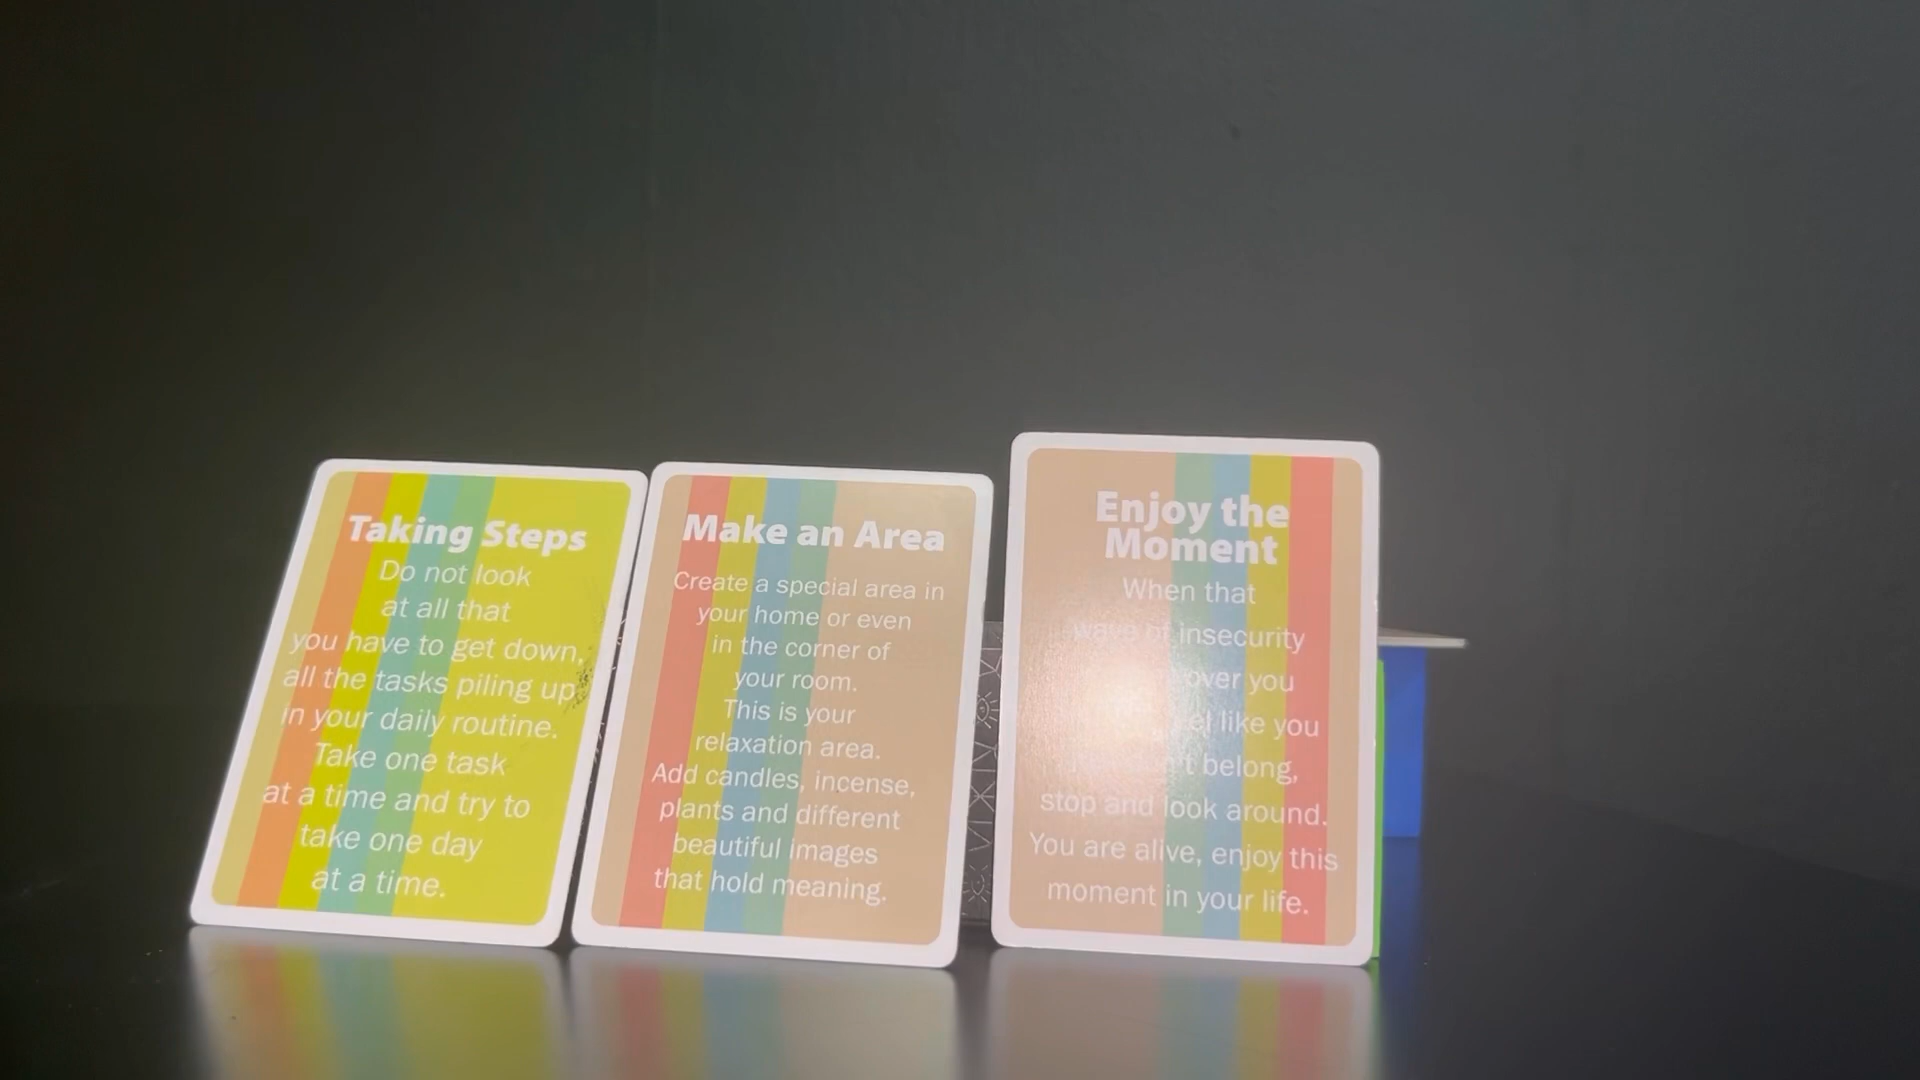 Taking Steps
Do not look
at all that
you have to get down,
all the tasks piling up
in your daily routine.
Take one task
at a time and try to
take one day
at a time.
Make an Area
Create a special area in
your home or even
in the corner of
your room.
This is your
relaxation area.
Add candles, incense,
plants and different
beautiful images
that hold meaning.
Enjoy the
Moment
When that
wave of insecurity
over you
like you
belong,
stop and look around.
You are alive, enjoy this
moment in your life.